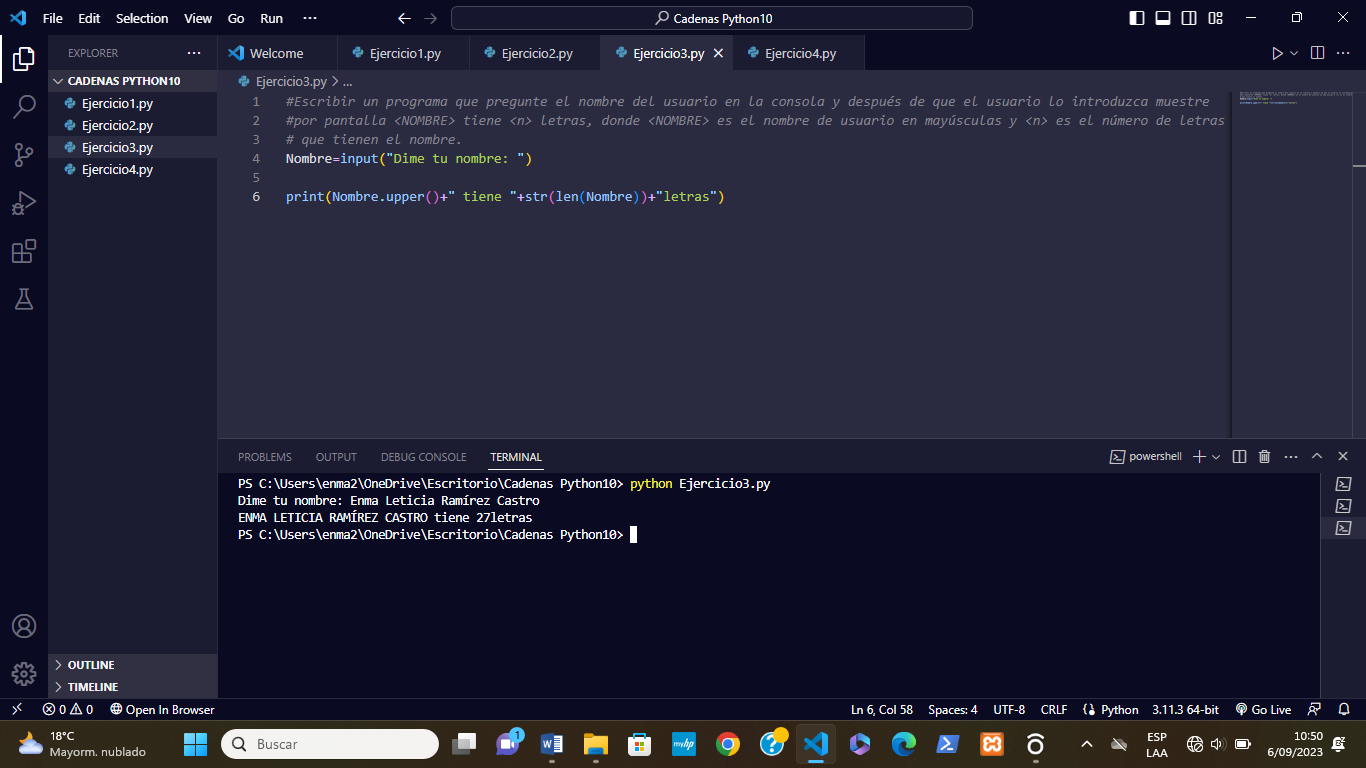 File Edit Selection View Go Run ··· Cadenas Python10
EXPLORER ···
CADENAS PYTHON10
Ejercicio1.py
Ejercicio2.py
Ejercicio3.py
Ejercicio4.py
OUTLINE
TIMELINE
Welcome Ejercicio1.py Ejercicio2.py Ejercicio3.py Ejercicio4.py
Ejercicio3.py > ...
1 #Escribir un programa que pregunte el nombre del usuario en la consola y después de que el usuario lo introduzca muestre
2 #por pantalla <NOMBRE> tiene <n> letras, donde <NOMBRE> es el nombre de usuario en mayúsculas y <n> es el número de letras
3 # que tienen el nombre.
4 Nombre=input("Dime tu nombre: ")
5
6 print(Nombre.upper()+" tiene "+str(len(Nombre))+"letras")
PROBLEMS OUTPUT DEBUG CONSOLE TERMINAL powershell
PS C:\Users\enma2\OneDrive\Escritorio\Cadenas Python10> python Ejercicio3.py
Dime tu nombre: Enma Leticia Ramírez Castro
ENMA LETICIA RAMÍREZ CASTRO tiene 27letras
PS C:\Users\enma2\OneDrive\Escritorio\Cadenas Python10>
0 0 Open In Browser Ln 6, Col 58 Spaces: 4 UTF-8 CRLF Python 3.11.3 64-bit Go Live
18°C
Mayorm. nublado
Buscar
1
myhp
ESP
LAA
10:50
6/09/2023